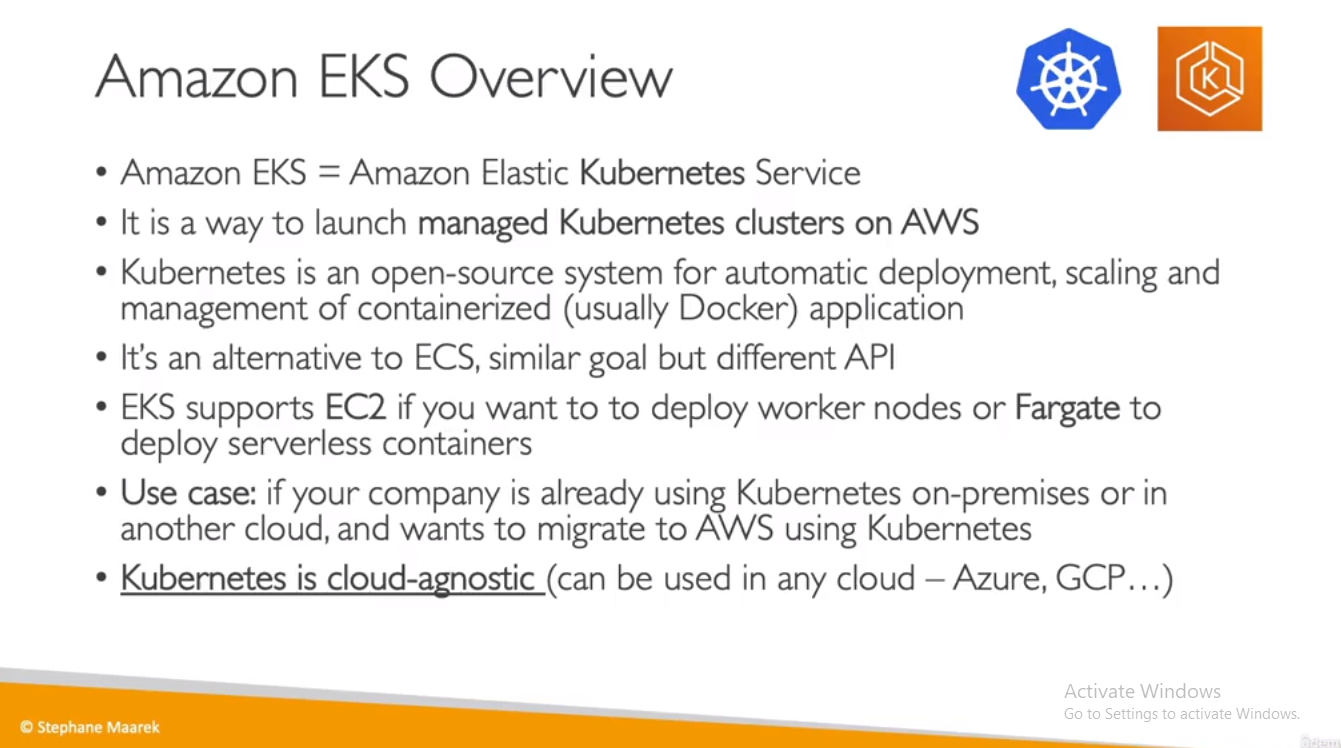 Amazon EKS Overview
K
• Amazon EKS = Amazon Elastic Kubernetes Service
• It is a way to launch managed Kubernetes clusters on AWS
• Kubernetes is an open-source system for automatic deployment, scaling and
management of containerized (usually Docker) application
• It’s an alternative to ECS, similar goal but different API
• EKS supports EC2 if you want to to deploy worker nodes or Fargate to
deploy serverless containers
• Use case: if your company is already using Kubernetes on-premises or in
another cloud, and wants to migrate to AWS using Kubernetes
• Kubernetes is cloud-agnostic (can be used in any cloud – Azure, GCP…)
Activate Windows
Go to Settings to activate Windows.
© Stephane Maarek